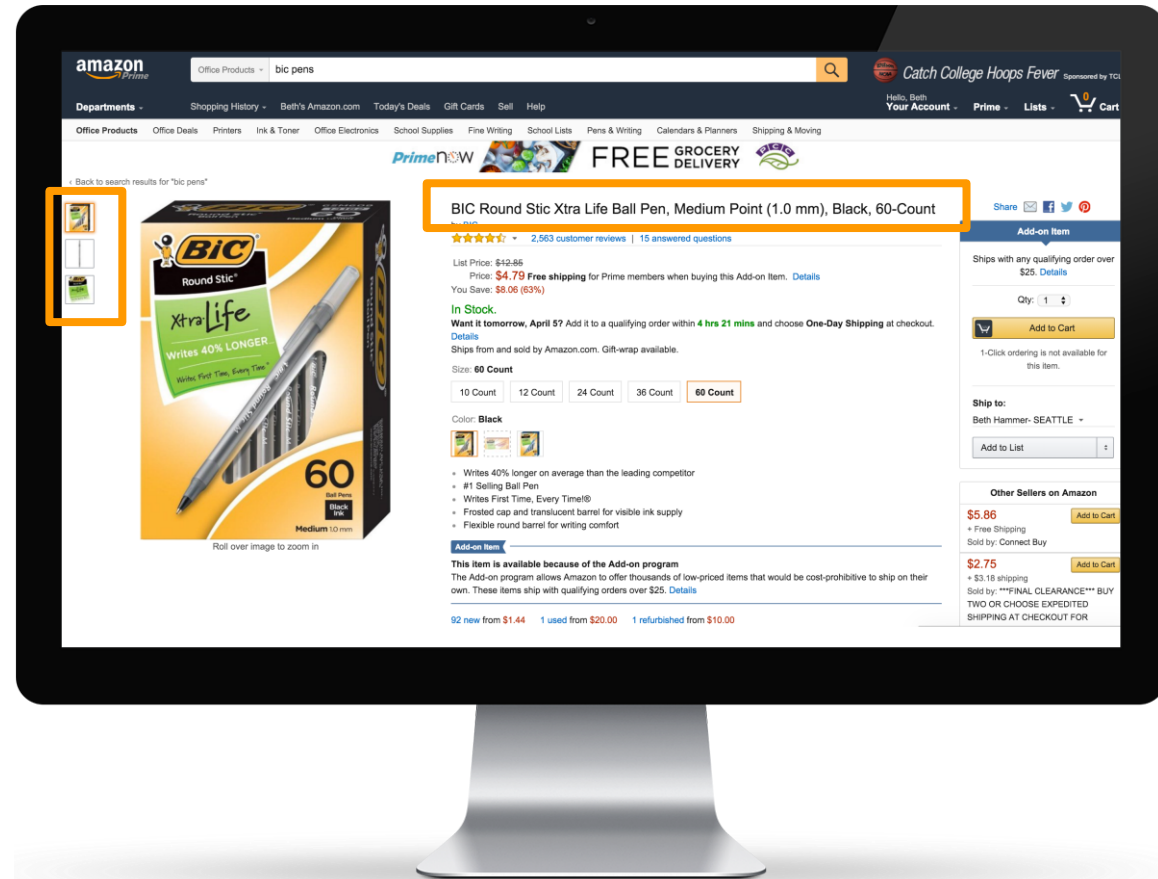 amazon
Prime
Office Products
bic pens
Catch College Hoops Fever Sponsored by TCL
Departments
Shopping History
Beth's Amazon.com
Today's Deals
Gift Cards
Sell
Help
Hello, Beth
Your Account
Prime
Lists
0
Cart
Office Products
Office Deals
Printers
Ink & Toner
Office Electronics
School Supplies
Fine Writing
School Lists
Pens & Writing
Calendars & Planners
Shipping & Moving
PrimeNOW
FREE GROCERY DELIVERY
PCC
‹ Back to search results for "bic pens"
BiC
Round Stic®
Xtra·Life
Writes 40% LONGER
Writes First Time, Every Time
60
Ball Pens
Black
Ink
Medium 1.0 mm
Roll over image to zoom in
BIC Round Stic Xtra Life Ball Pen, Medium Point (1.0 mm), Black, 60-Count
by BIC
2,563 customer reviews | 15 answered questions
List Price: $12.85
Price: $4.79 Free shipping for Prime members when buying this Add-on Item. Details
You Save: $8.06 (63%)
In Stock.
Want it tomorrow, April 5? Add it to a qualifying order within 4 hrs 21 mins and choose One-Day Shipping at checkout.
Details
Ships from and sold by Amazon.com. Gift-wrap available.
Size: 60 Count
10 Count
12 Count
24 Count
36 Count
60 Count
Color: Black
Writes 40% longer on average than the leading competitor
#1 Selling Ball Pen
Writes First Time, Every Time!®
Frosted cap and translucent barrel for visible ink supply
Flexible round barrel for writing comfort
Add-on Item
This item is available because of the Add-on program
The Add-on program allows Amazon to offer thousands of low-priced items that would be cost-prohibitive to ship on their
own. These items ship with qualifying orders over $25. Details
92 new from $1.44
1 used from $20.00
1 refurbished from $10.00
Share
Add-on Item
Ships with any qualifying order over
$25. Details
Qty: 1
Add to Cart
1-Click ordering is not available for
this item.
Ship to:
Beth Hammer- SEATTLE
Add to List
Other Sellers on Amazon
$5.86
Add to Cart
+ Free Shipping
Sold by: Connect Buy
$2.75
Add to Cart
+ $3.18 shipping
Sold by: ***FINAL CLEARANCE*** BUY
TWO OR CHOOSE EXPEDITED
SHIPPING AT CHECKOUT FOR